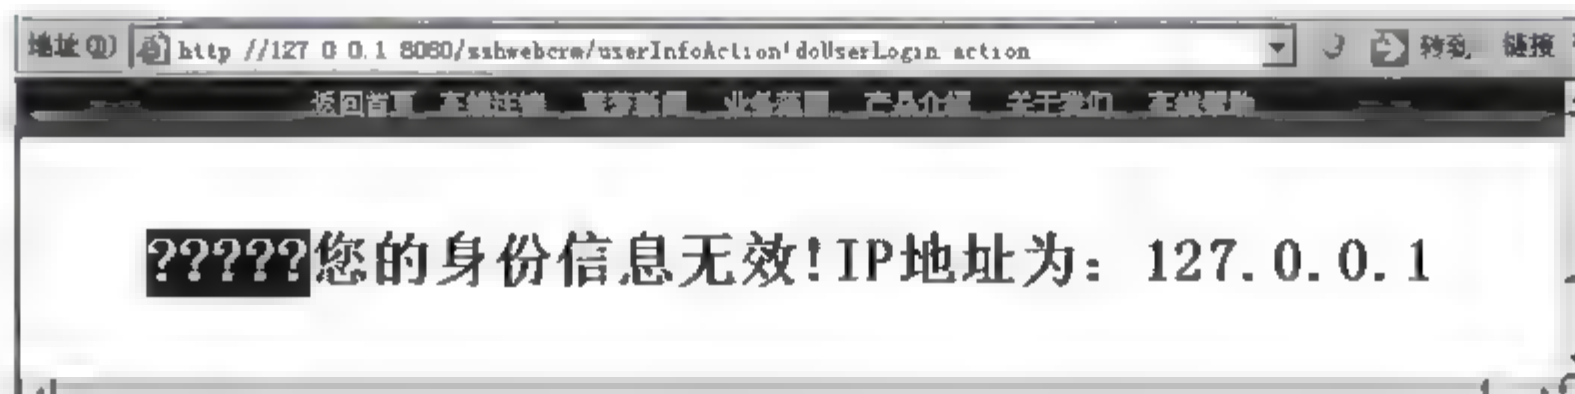 地址(D) http //127 0 0.1 8080/sshwebcrm/userInfoAction!doUserLogin action 转到 链接
返回首页 在线连锁 业务范围 产品介绍 关于我们 在线帮助
?????您的身份信息无效!IP地址为：127.0.0.1